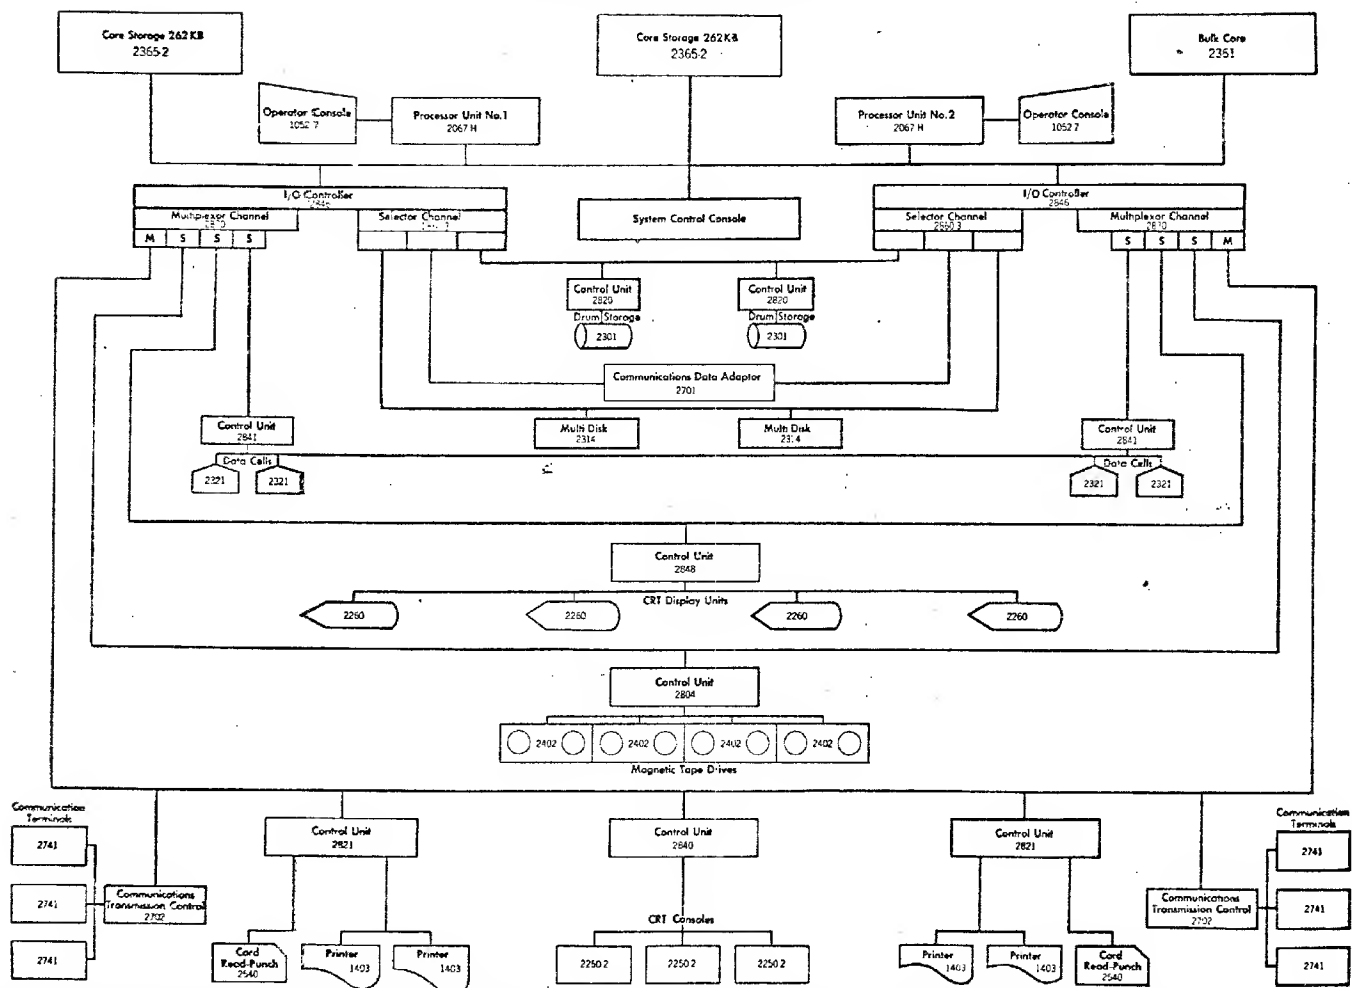 Core Storage 262KB
2365-2
Core Storage 262KB
2365-2
Bulk Core
2361
Operator Console
1052 7
Processor Unit No.1
2067 H
Processor Unit No.2
2067 H
Operator Console
1052 7
I/O Controller
2846
Multiplexor Channel
2870
M S S S
Selector Channel
System Control Console
I/O Controller
2846
Selector Channel
2860 3
Multiplexor Channel
2870
S S S M
Control Unit
2820
Drum Storage
2301
Control Unit
2820
Drum Storage
2301
Communications Data Adaptor
2701
Multi Disk
2314
Multi Disk
2314
Control Unit
2841
Data Cells
2321
2321
Control Unit
2841
Data Cells
2321
2321
Control Unit
2848
CRT Display Units
2260
2260
2260
2260
Control Unit
2804
2402
2402
2402
2402
Magnetic Tape Drives
Communication
Terminals
2741
2741
2741
Communications
Transmission Control
2702
Control Unit
2821
Card
Read-Punch
2540
Printer
1403
Printer
1403
Control Unit
2840
CRT Consoles
2250 2
2250 2
2250 2
Control Unit
2821
Printer
1403
Printer
1403
Card
Read-Punch
2540
Communications
Transmission Control
2702
Communication
Terminals
2741
2741
2741